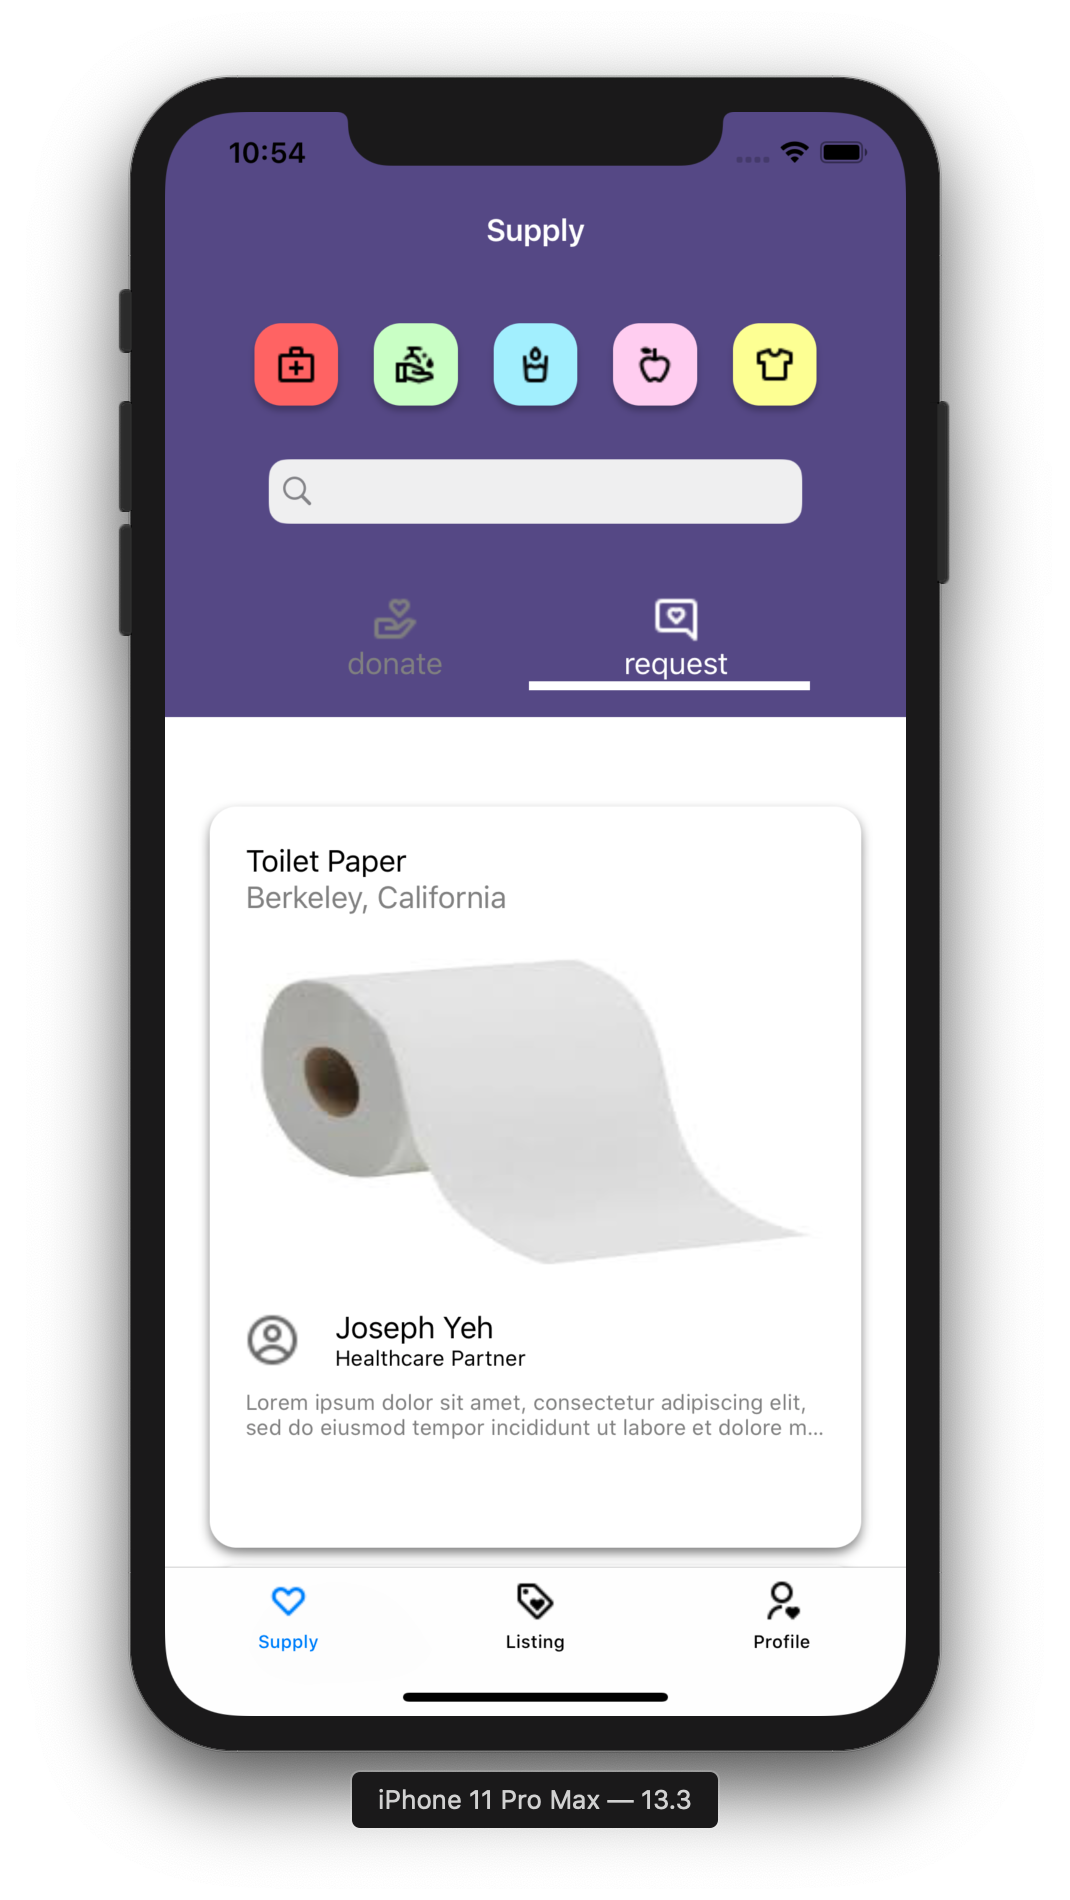 10:54
Supply
donate
request
Toilet Paper
Berkeley, California
Joseph Yeh
Healthcare Partner
Lorem ipsum dolor sit amet, consectetur adipiscing elit,
sed do eiusmod tempor incididunt ut labore et dolore m...
Supply
Listing
Profile
iPhone 11 Pro Max — 13.3